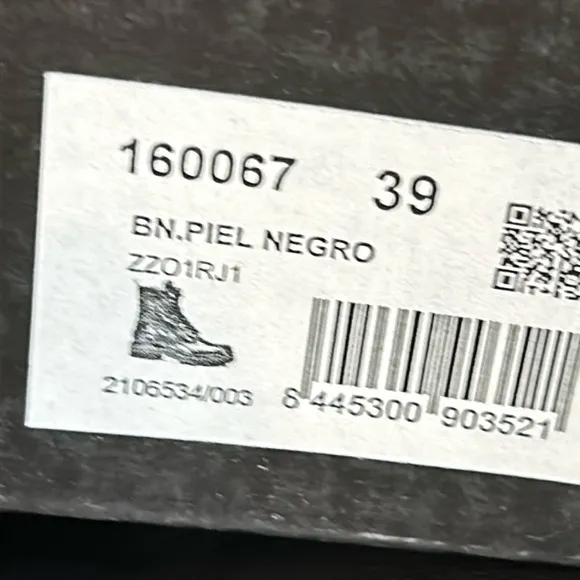 160067 39
BN.PIEL NEGRO
ZZO1RJ1
2106534/003
8 445300 903521